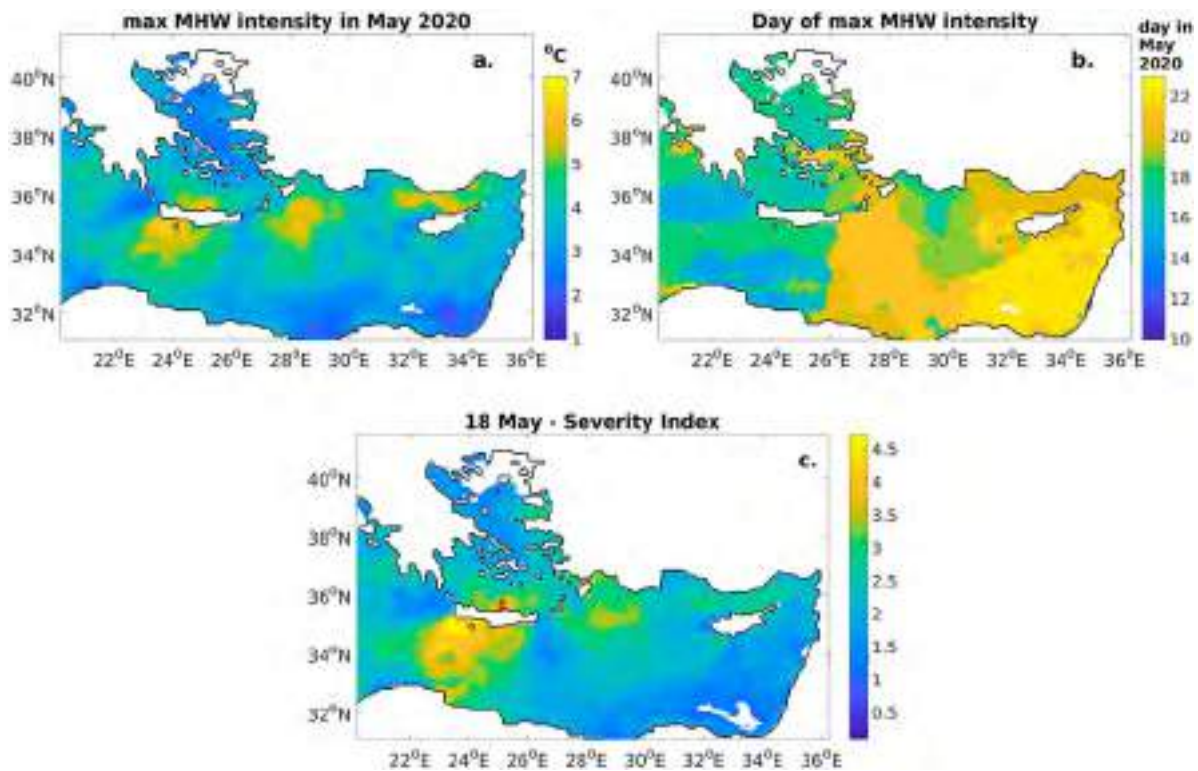 max MHW intensity in May 2020
a.
°C
7
6
5
4
3
2
1
40°N
38°N
36°N
34°N
32°N
22°E 24°E 26°E 28°E 30°E 32°E 34°E 36°E
Day of max MHW intensity
b.
day in
May
2020
22
20
18
16
14
12
10
40°N
38°N
36°N
34°N
32°N
22°E 24°E 26°E 28°E 30°E 32°E 34°E 36°E
18 May - Severity Index
c.
4.5
4
3.5
3
2.5
2
1.5
1
0.5
40°N
38°N
36°N
34°N
32°N
22°E 24°E 26°E 28°E 30°E 32°E 34°E 36°E